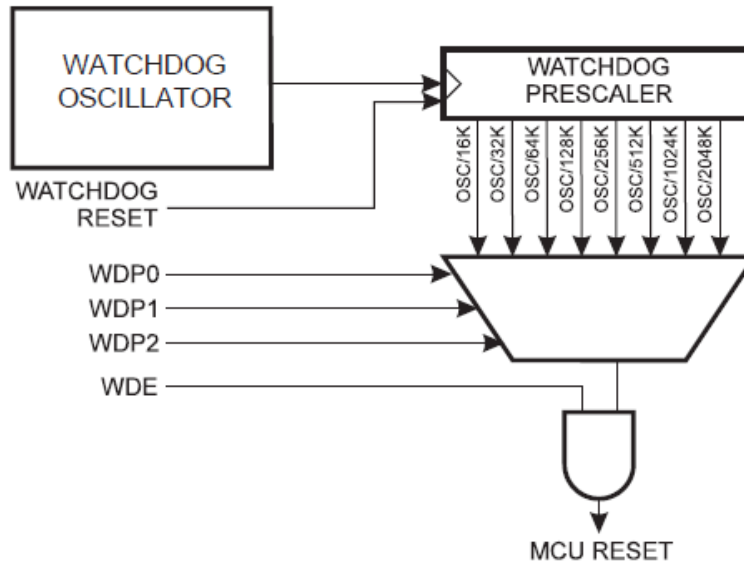 WATCHDOG
OSCILLATOR
WATCHDOG
PRESCALER
OSC/16K
OSC/32K
OSC/64K
OSC/128K
OSC/256K
OSC/512K
OSC/1024K
OSC/2048K
WATCHDOG
RESET
WDP0
WDP1
WDP2
WDE
MCU RESET